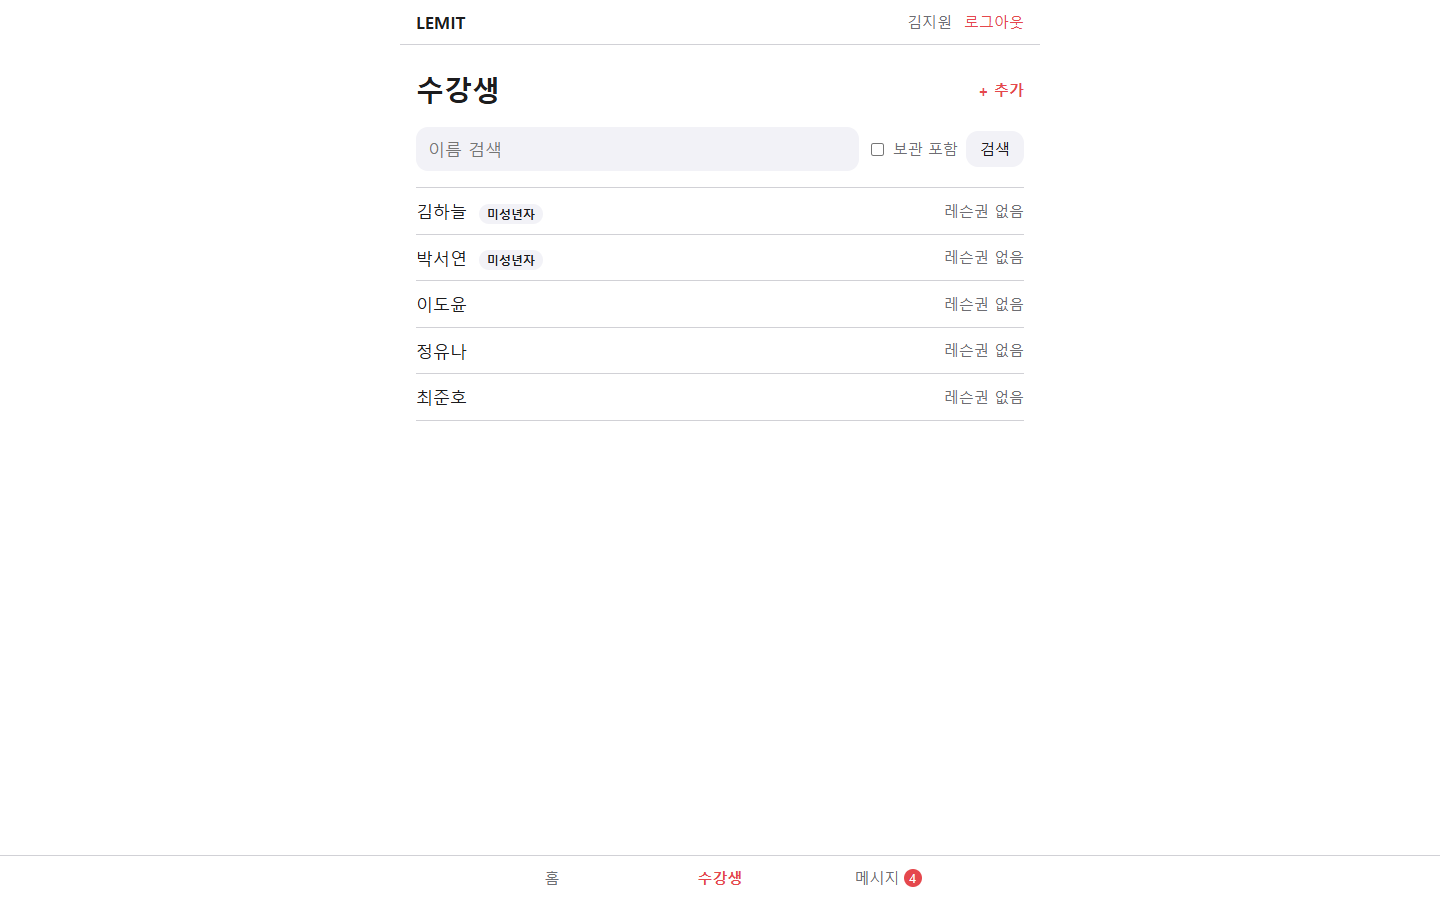 LEMIT 김지원 로그아웃
수강생 + 추가
이름 검색 보관 포함 검색
김하늘 미성년자 레슨권 없음
박서연 미성년자 레슨권 없음
이도윤 레슨권 없음
정유나 레슨권 없음
최준호 레슨권 없음
홈 수강생 메시지 4